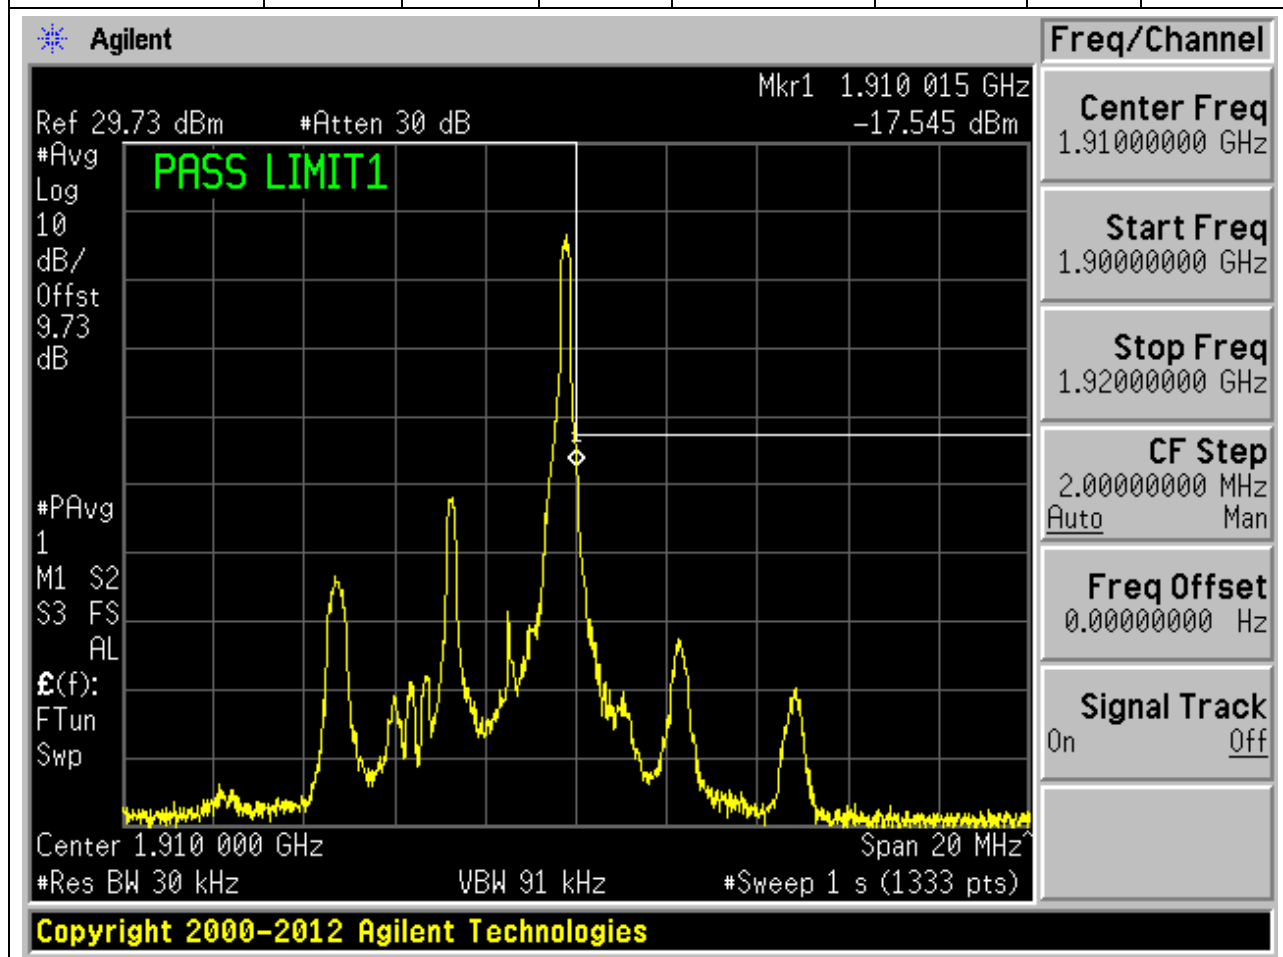 Agilent
Freq/Channel
Mkr1 1.910 015 GHz
Ref 29.73 dBm #Atten 30 dB -17.545 dBm
#Avg
Log
10
dB/
Offst
9.73
dB
PASS LIMIT1
#PAvg
1
M1 S2
S3 FS
AL
£(f):
FTun
Swp
Center 1.910 000 GHz Span 20 MHz^
#Res BW 30 kHz VBW 91 kHz #Sweep 1 s (1333 pts)
Copyright 2000-2012 Agilent Technologies
Center Freq
1.91000000 GHz
Start Freq
1.90000000 GHz
Stop Freq
1.92000000 GHz
CF Step
2.00000000 MHz
Auto Man
Freq Offset
0.00000000 Hz
Signal Track
On Off
1